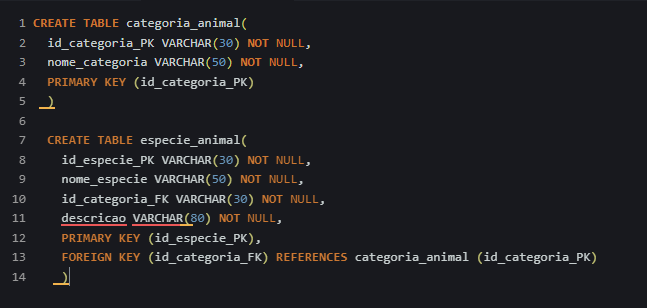 1 CREATE TABLE categoria_animal(
2 id_categoria_PK VARCHAR(30) NOT NULL,
3 nome_categoria VARCHAR(50) NOT NULL,
4 PRIMARY KEY (id_categoria_PK)
5 )
6
7 CREATE TABLE especie_animal(
8 id_especie_PK VARCHAR(30) NOT NULL,
9 nome_especie VARCHAR(50) NOT NULL,
10 id_categoria_FK VARCHAR(30) NOT NULL
11 descricao VARCHAR(80) NOT NULL,
12 PRIMARY KEY (id_especie_PK),
13 FOREIGN KEY (id_categoria_FK) REFERENCES categoria_animal (id_categoria_PK)
14 )